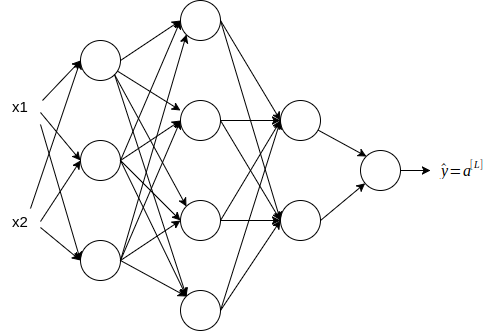 x1
x2
ŷ = a[L]